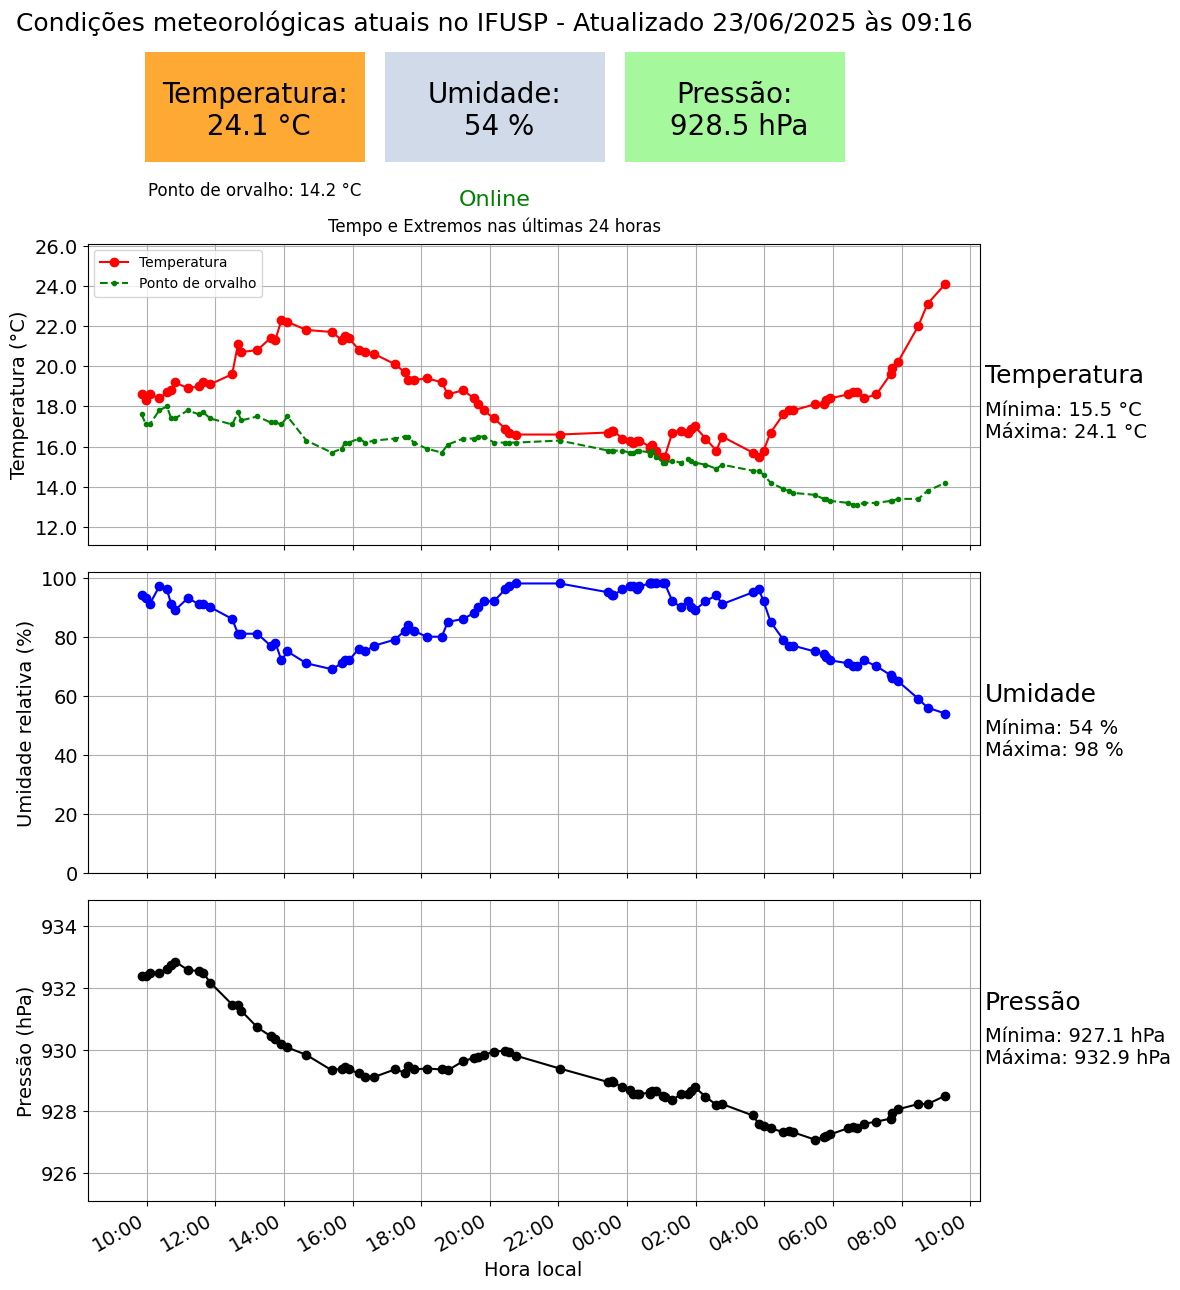 Condições meteorológicas atuais no IFUSP - Atualizado 23/06/2025 às 09:16
Temperatura:
24.1 °C
Umidade:
54 %
Pressão:
928.5 hPa
Ponto de orvalho: 14.2 °C
Online
Tempo e Extremos nas últimas 24 horas
Temperatura (°C)
26.0
24.0
22.0
20.0
18.0
16.0
14.0
12.0
Temperatura
Ponto de orvalho
Temperatura
Mínima: 15.5 °C
Máxima: 24.1 °C
Umidade relativa (%)
100
80
60
40
20
0
Umidade
Mínima: 54 %
Máxima: 98 %
Pressão (hPa)
934
932
930
928
926
Pressão
Mínima: 927.1 hPa
Máxima: 932.9 hPa
10:00 12:00 14:00 16:00 18:00 20:00 22:00 00:00 02:00 04:00 06:00 08:00 10:00
Hora local